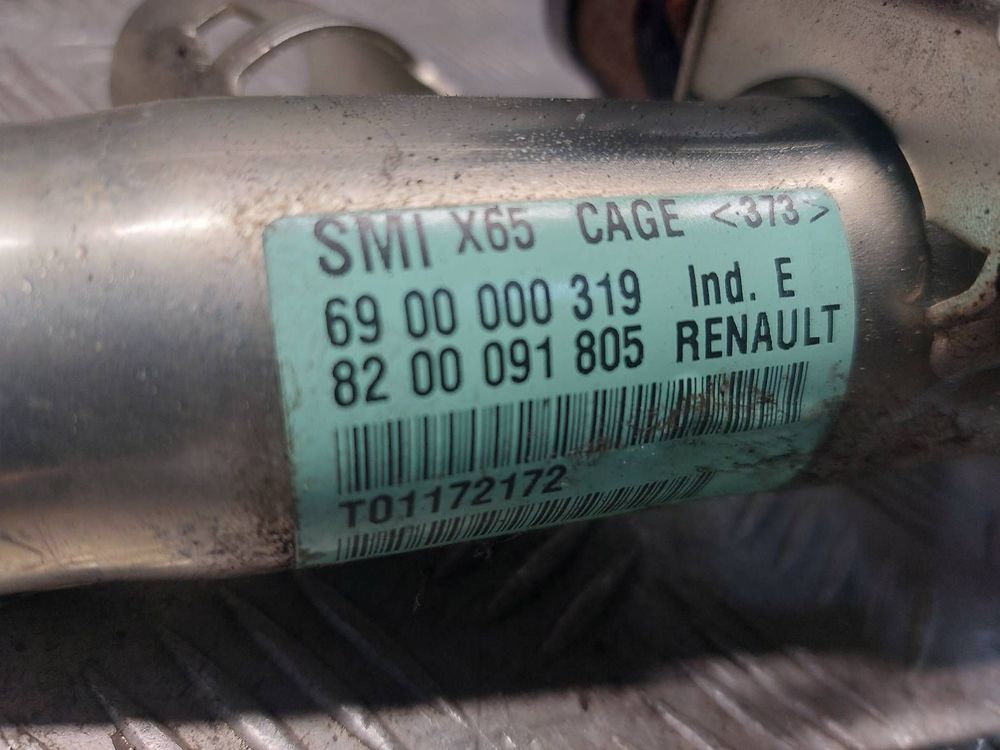 SMI X65 CAGE <373>
69 00 000 319 Ind. E
82 00 091 805 RENAULT
T01172172